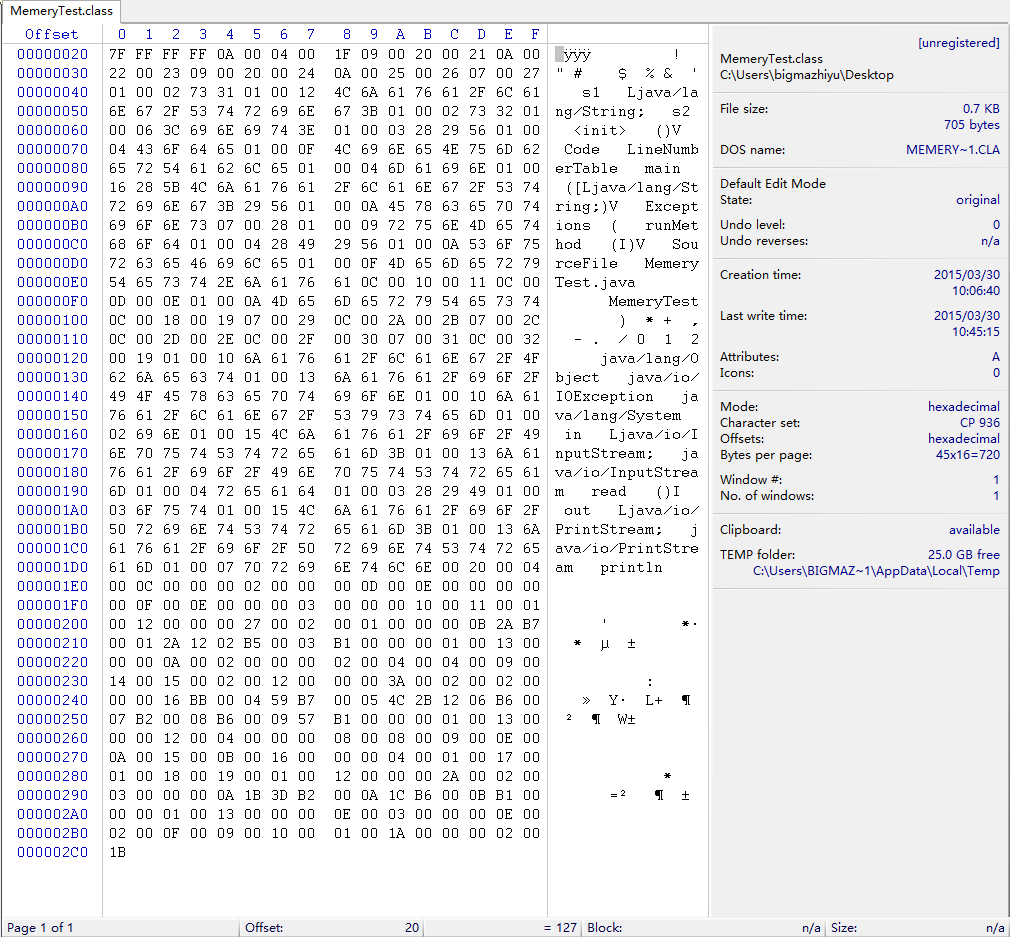 MemeryTest.class
Offset 0 1 2 3 4 5 6 7 8 9 A B C D E F
00000020 7F FF FF FF 0A 00 04 00 1F 09 00 20 00 21 0A 00 ÿÿÿ !
00000030 22 00 23 09 00 20 00 24 0A 00 25 00 26 07 00 27 " # $ % & '
00000040 01 00 02 73 31 01 00 12 4C 6A 61 76 61 2F 6C 61 s1 Ljava/la
00000050 6E 67 2F 53 74 72 69 6E 67 3B 01 00 02 73 32 01 ng/String; s2
00000060 00 06 3C 69 6E 69 74 3E 01 00 03 28 29 56 01 00 <init> ()V
00000070 04 43 6F 64 65 01 00 0F 4C 69 6E 65 4E 75 6D 62 Code LineNumb
00000080 65 72 54 61 62 6C 65 01 00 04 6D 61 69 6E 01 00 erTable main
00000090 16 28 5B 4C 6A 61 76 61 2F 6C 61 6E 67 2F 53 74 ([Ljava/lang/St
000000A0 72 69 6E 67 3B 29 56 01 00 0A 45 78 63 65 70 74 ring;)V Except
000000B0 69 6F 6E 73 07 00 28 01 00 09 72 75 6E 4D 65 74 ions ( runMet
000000C0 68 6F 64 01 00 04 28 49 29 56 01 00 0A 53 6F 75 hod (I)V Sou
000000D0 72 63 65 46 69 6C 65 01 00 0F 4D 65 6D 65 72 79 rceFile Memery
000000E0 54 65 73 74 2E 6A 61 76 61 0C 00 10 00 11 0C 00 Test.java
000000F0 0D 00 0E 01 00 0A 4D 65 6D 65 72 79 54 65 73 74 MemeryTest
00000100 0C 00 18 00 19 07 00 29 0C 00 2A 00 2B 07 00 2C ) * + ,
00000110 0C 00 2D 00 2E 0C 00 2F 00 30 07 00 31 0C 00 32 - . / 0 1 2
00000120 00 19 01 00 10 6A 61 76 61 2F 6C 61 6E 67 2F 4F java/lang/O
00000130 62 6A 65 63 74 01 00 13 6A 61 76 61 2F 69 6F 2F bject java/io/
00000140 49 4F 45 78 63 65 70 74 69 6F 6E 01 00 10 6A 61 IOException ja
00000150 76 61 2F 6C 61 6E 67 2F 53 79 73 74 65 6D 01 00 va/lang/System
00000160 02 69 6E 01 00 15 4C 6A 61 76 61 2F 69 6F 2F 49 in Ljava/io/I
00000170 6E 70 75 74 53 74 72 65 61 6D 3B 01 00 13 6A 61 nputStream; ja
00000180 76 61 2F 69 6F 2F 49 6E 70 75 74 53 74 72 65 61 va/io/InputStrea
00000190 6D 01 00 04 72 65 61 64 01 00 03 28 29 49 01 00 m read ()I
000001A0 03 6F 75 74 01 00 15 4C 6A 61 76 61 2F 69 6F 2F out Ljava/io/
000001B0 50 72 69 6E 74 53 74 72 65 61 6D 3B 01 00 13 6A PrintStream; j
000001C0 61 76 61 2F 69 6F 2F 50 72 69 6E 74 53 74 72 65 ava/io/PrintStre
000001D0 61 6D 01 00 07 70 72 69 6E 74 6C 6E 00 20 00 04 am println
000001E0 00 0C 00 00 00 02 00 00 00 0D 00 0E 00 00 00
000001F0 00 0F 00 0E 00 00 00 03 00 00 00 10 00 11 00 01
00000200 00 12 00 00 00 27 00 02 00 01 00 00 00 0B 2A B7 ' *·
00000210 00 01 2A 12 02 B5 00 03 B1 00 00 00 01 00 13 00 * µ ±
00000220 00 00 0A 00 02 00 00 00 02 00 04 00 04 00 09 00
00000230 14 00 15 00 02 00 12 00 00 00 3A 00 02 00 02 00 :
00000240 00 00 16 BB 00 04 59 B7 00 05 4C 2B 12 06 B6 00 » Y· L+ ¶
00000250 07 B2 00 08 B6 00 09 57 B1 00 00 00 01 00 13 00 ² ¶ W±
00000260 00 00 12 00 04 00 00 00 08 00 08 00 09 00 0E 00
00000270 0A 00 15 00 0B 00 16 00 00 00 04 00 01 00 17 00
00000280 01 00 18 00 19 00 01 00 12 00 00 00 2A 00 02 00 *
00000290 03 00 00 00 0A 1B 3D B2 00 0A 1C B6 00 0B B1 00 =² ¶ ±
000002A0 00 00 01 00 13 00 00 00 0E 00 03 00 00 00 0E 00
000002B0 02 00 0F 00 09 00 10 00 01 00 1A 00 00 00 02 00
000002C0 1B
[unregistered]
MemeryTest.class
C:\Users\bigmazhiyu\Desktop
File size: 0.7 KB
705 bytes
DOS name: MEMERY~1.CLA
Default Edit Mode
State: original
Undo level: 0
Undo reverses: n/a
Creation time: 2015/03/30
10:06:40
Last write time: 2015/03/30
10:45:15
Attributes: A
Icons: 0
Mode: hexadecimal
Character set: CP 936
Offsets: hexadecimal
Bytes per page: 45x16=720
Window #: 1
No. of windows: 1
Clipboard: available
TEMP folder: 25.0 GB free
C:\Users\BIGMAZ~1\AppData\Local\Temp
Page 1 of 1 Offset: 20 = 127 Block: n/a Size: n/a